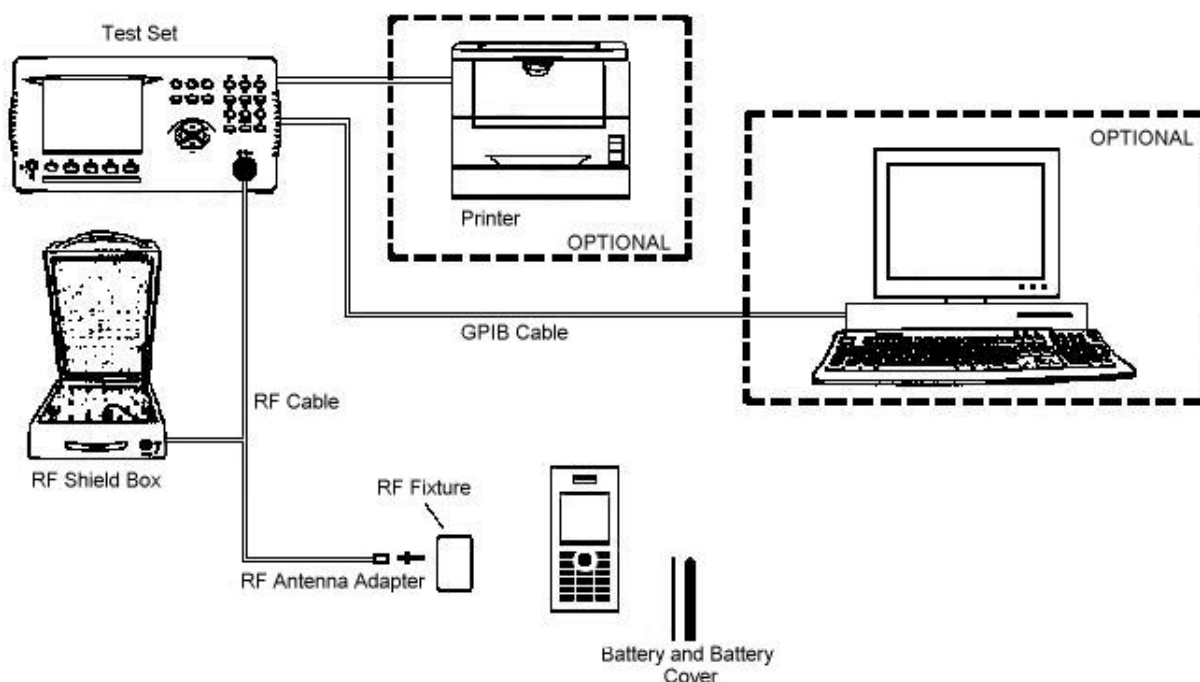 Test Set
OPTIONAL
Printer
OPTIONAL
GPIB Cable
RF Cable
RF Shield Box
RF Fixture
RF Antenna Adapter
Battery and Battery
Cover